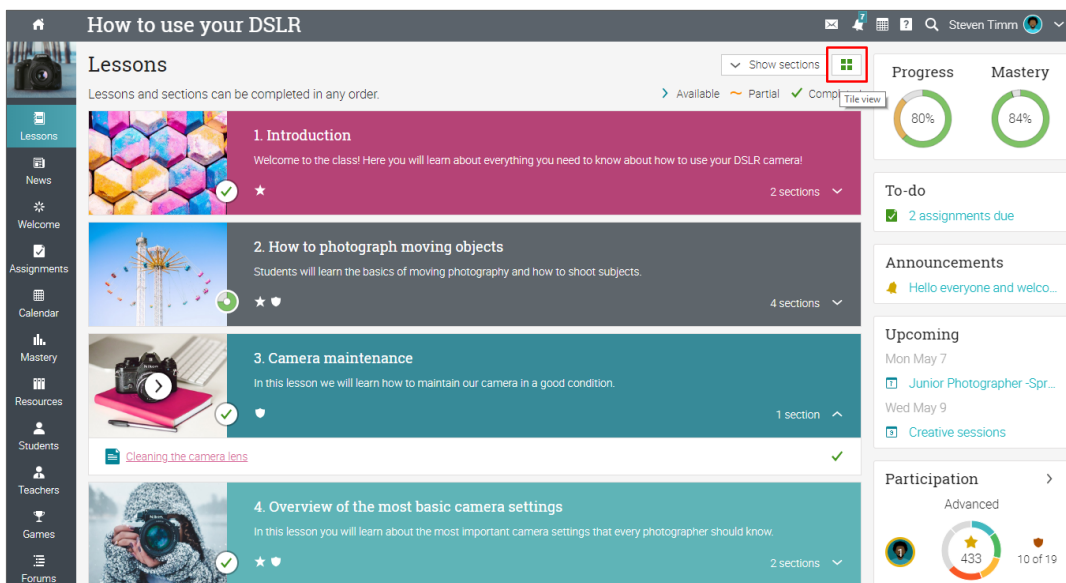 How to use your DSLR
7
?
Steven Timm
Lessons
Show sections
Lessons and sections can be completed in any order.
Available
Partial
Tile view
1. Introduction
Welcome to the class! Here you will learn about everything you need to know about how to use your DSLR camera!
2 sections
2. How to photograph moving objects
Students will learn the basics of moving photography and how to shoot subjects.
4 sections
3. Camera maintenance
In this lesson we will learn how to maintain our camera in a good condition.
1 section
Cleaning the camera lens
4. Overview of the most basic camera settings
In this lesson you will learn about the most important camera settings that every photographer should know.
2 sections
Lessons
News
Welcome
Assignments
Calendar
Mastery
Resources
Students
Teachers
Games
Forums
Progress
Mastery
80%
84%
To-do
2 assignments due
Announcements
Hello everyone and welco...
Upcoming
Mon May 7
7
Junior Photographer -Spr...
Wed May 9
9
Creative sessions
Participation
Advanced
433
10 of 19